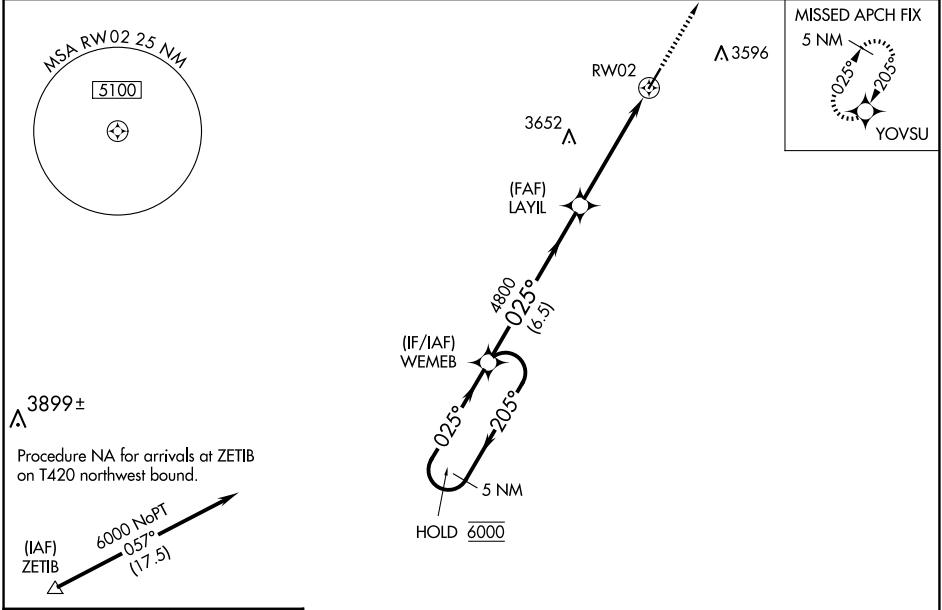 MSA RW02 25 NM
5100
RW02
3596
MISSED APCH FIX
5 NM
025°
205°
YOVSU
3652
(FAF)
LAYIL
4800
025°
(6.5)
(IF/IAF)
WEMEB
025°
205°
5 NM
HOLD 6000
3899±
Procedure NA for arrivals at ZETIB
on T420 northwest bound.
6000 NoPT
057°
(17.5)
(IAF)
ZETIB